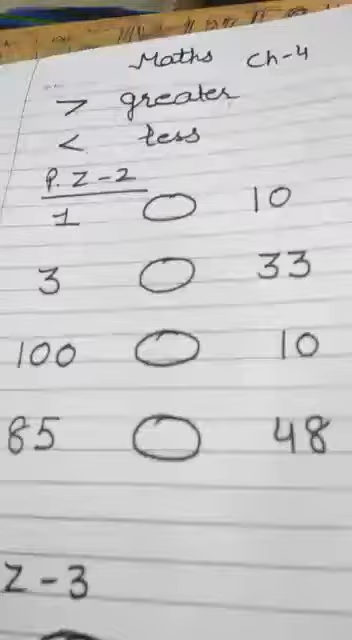 Maths Ch-4
> greater
< less
P. Z-2
1 10
3 33
100 10
85 48
Z-3